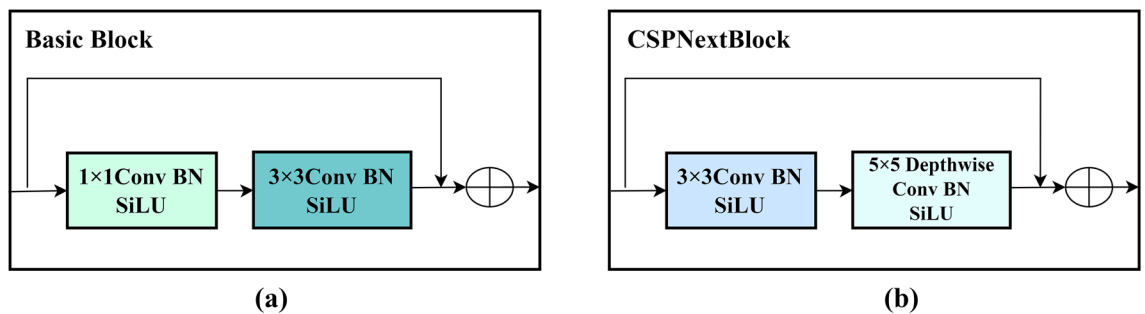 Basic Block
1×1Conv BN
SiLU
3×3Conv BN
SiLU
(a)
CSPNextBlock
3×3Conv BN
SiLU
5×5 Depthwise
Conv BN
SiLU
(b)